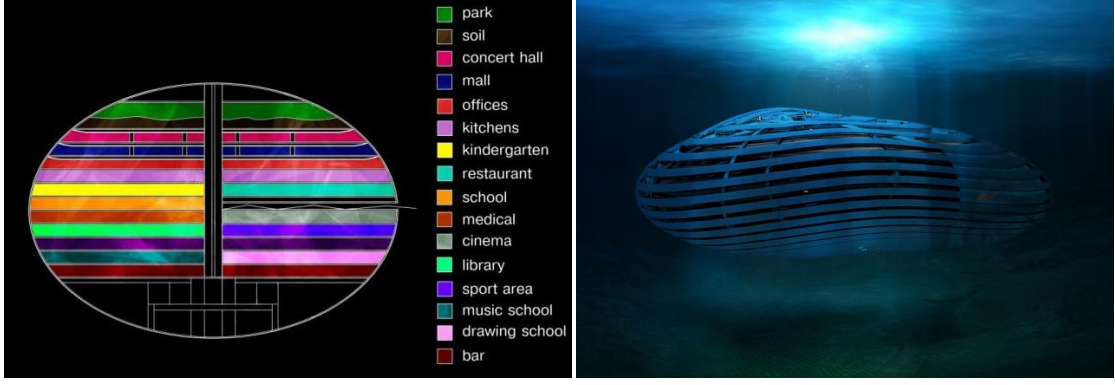 park
soil
concert hall
mall
offices
kitchens
kindergarten
restaurant
school
medical
cinema
library
sport area
music school
drawing school
bar